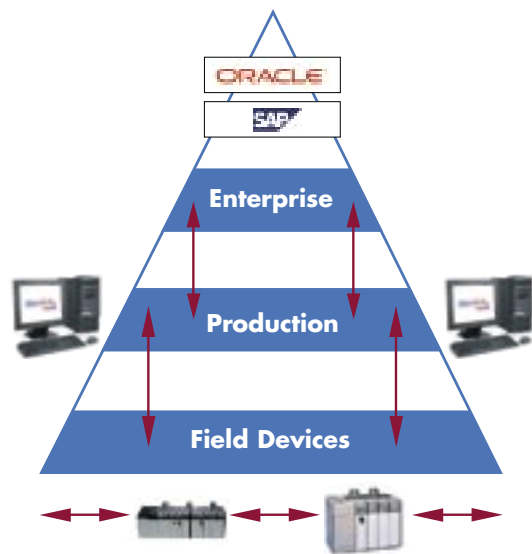 ORACLE
SAP
Enterprise
Production
Field Devices